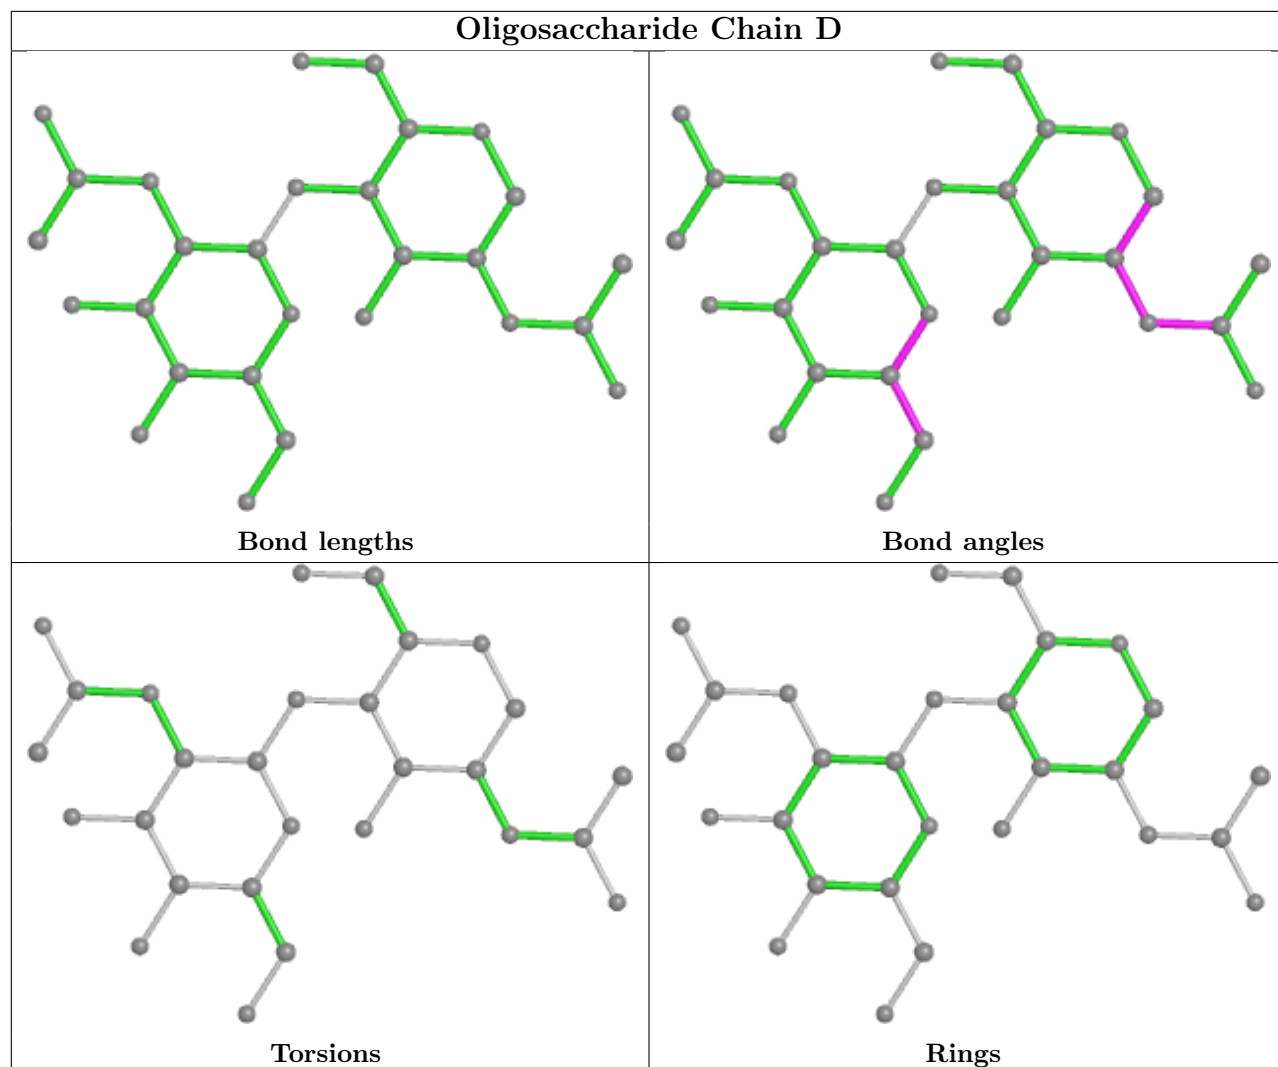 Oligosaccharide Chain D
Bond lengths
Bond angles
Torsions
Rings